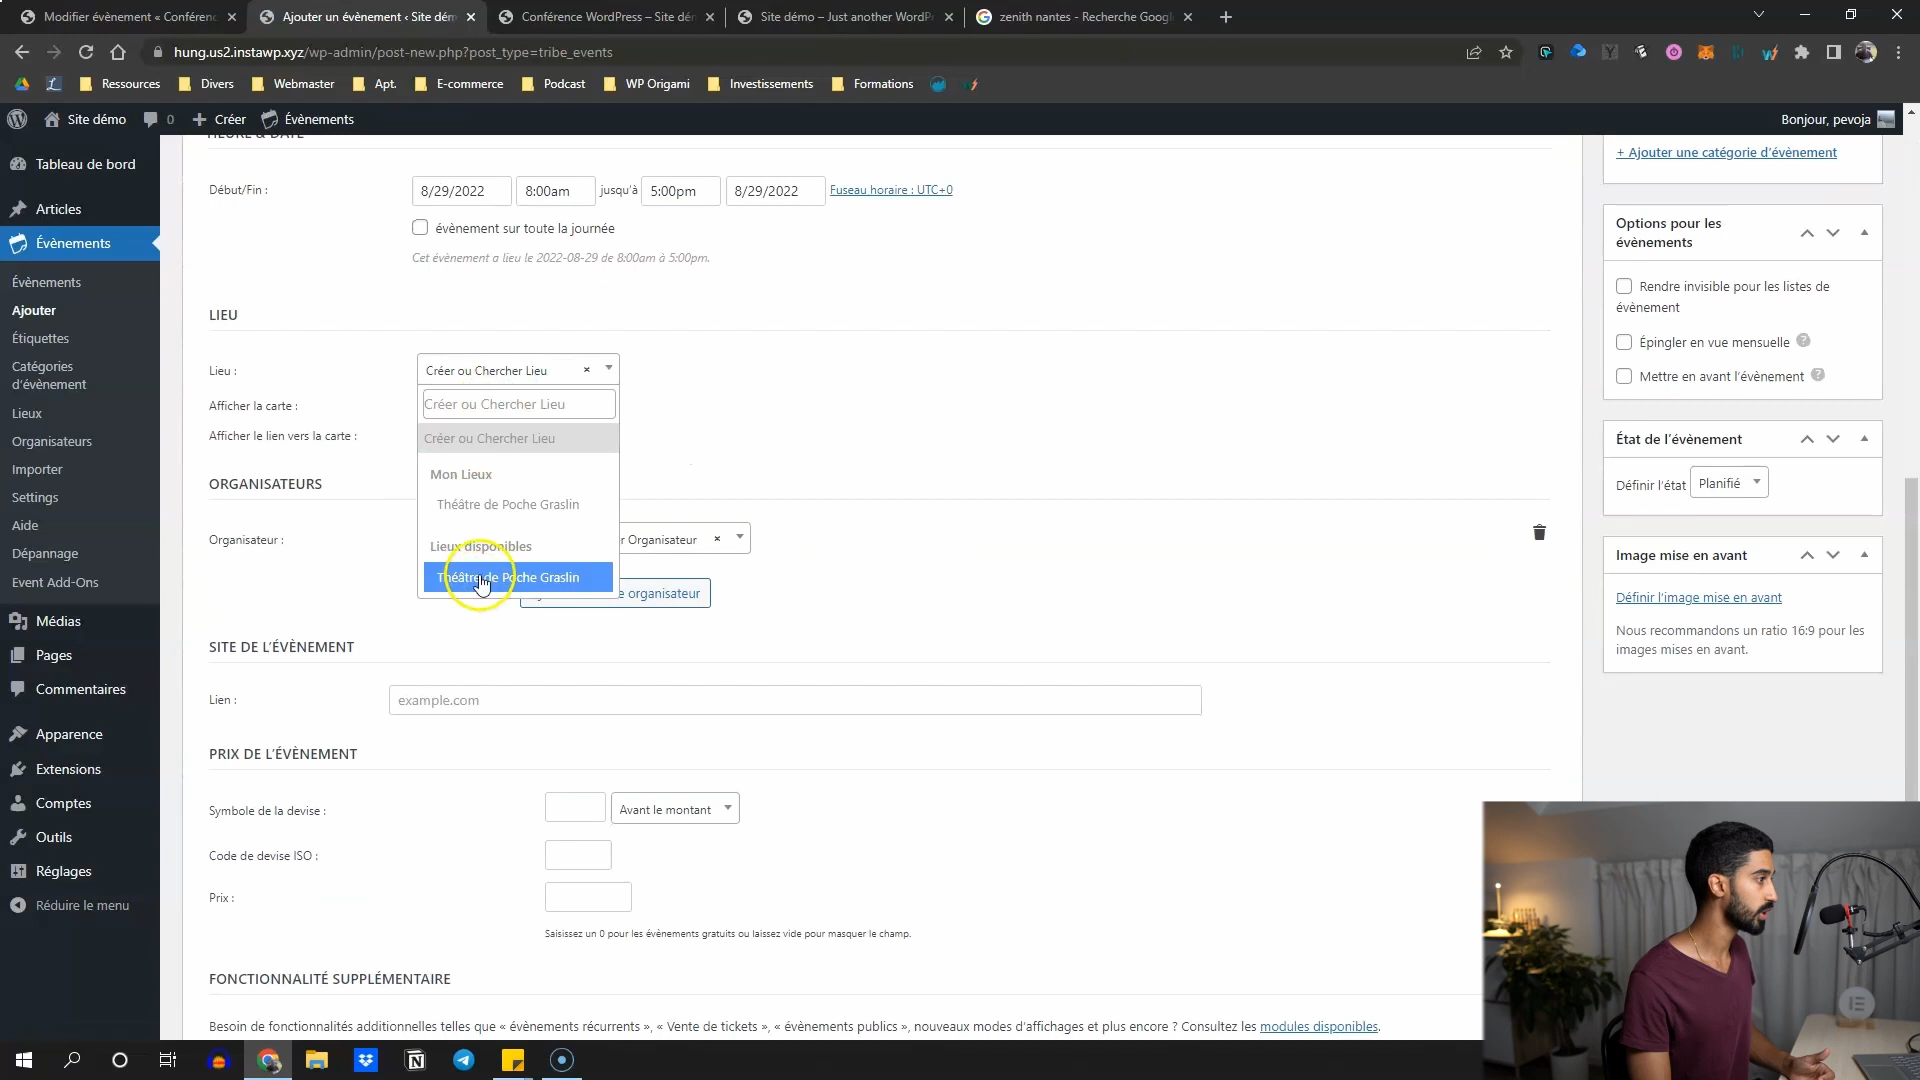 Modifier évènement « Conférenc
Ajouter un évènement ‹ Site dém
Conférence WordPress – Site dé
Site démo – Just another WordP
zenith nantes - Recherche Googl
hung.us2.instawp.xyz/wp-admin/post-new.php?post_type=tribe_events
Ressources
Divers
Webmaster
Apt.
E-commerce
Podcast
WP Origami
Investissements
Formations
Site démo
0
Créer
Évènements
Bonjour, pevoja
Tableau de bord
Articles
Évènements
Évènements
Ajouter
Étiquettes
Catégories
d'évènement
Lieux
Organisateurs
Importer
Settings
Aide
Dépannage
Event Add-Ons
Médias
Pages
Commentaires
Apparence
Extensions
Comptes
Outils
Réglages
Réduire le menu
HEURE & DATE
Début/Fin :
8/29/2022
8:00am
jusqu'à
5:00pm
8/29/2022
Fuseau horaire : UTC+0
évènement sur toute la journée
Cet évènement a lieu le 2022-08-29 de 8:00am à 5:00pm.
LIEU
Lieu :
Créer ou Chercher Lieu
Afficher la carte :
Créer ou Chercher Lieu
Afficher le lien vers la carte :
Créer ou Chercher Lieu
Mon Lieux
Théâtre de Poche Graslin
Lieux disponibles
Théâtre de Poche Graslin
ORGANISATEURS
Organisateur :
r Organisateur
e organisateur
SITE DE L'ÉVÈNEMENT
Lien :
example.com
PRIX DE L'ÉVÈNEMENT
Symbole de la devise :
Avant le montant
Code de devise ISO :
Prix :
Saisissez un 0 pour les évènements gratuits ou laissez vide pour masquer le champ.
FONCTIONNALITÉ SUPPLÉMENTAIRE
Besoin de fonctionnalités additionnelles telles que « évènements récurrents », « Vente de tickets », « évènements publics », nouveaux modes d'affichages et plus encore ? Consultez les modules disponibles.
+ Ajouter une catégorie d'évènement
Options pour les
évènements
Rendre invisible pour les listes de
évènement
Épingler en vue mensuelle
Mettre en avant l'évènement
État de l'évènement
Définir l'état
Planifié
Image mise en avant
Définir l'image mise en avant
Nous recommandons un ratio 16:9 pour les
images mises en avant.